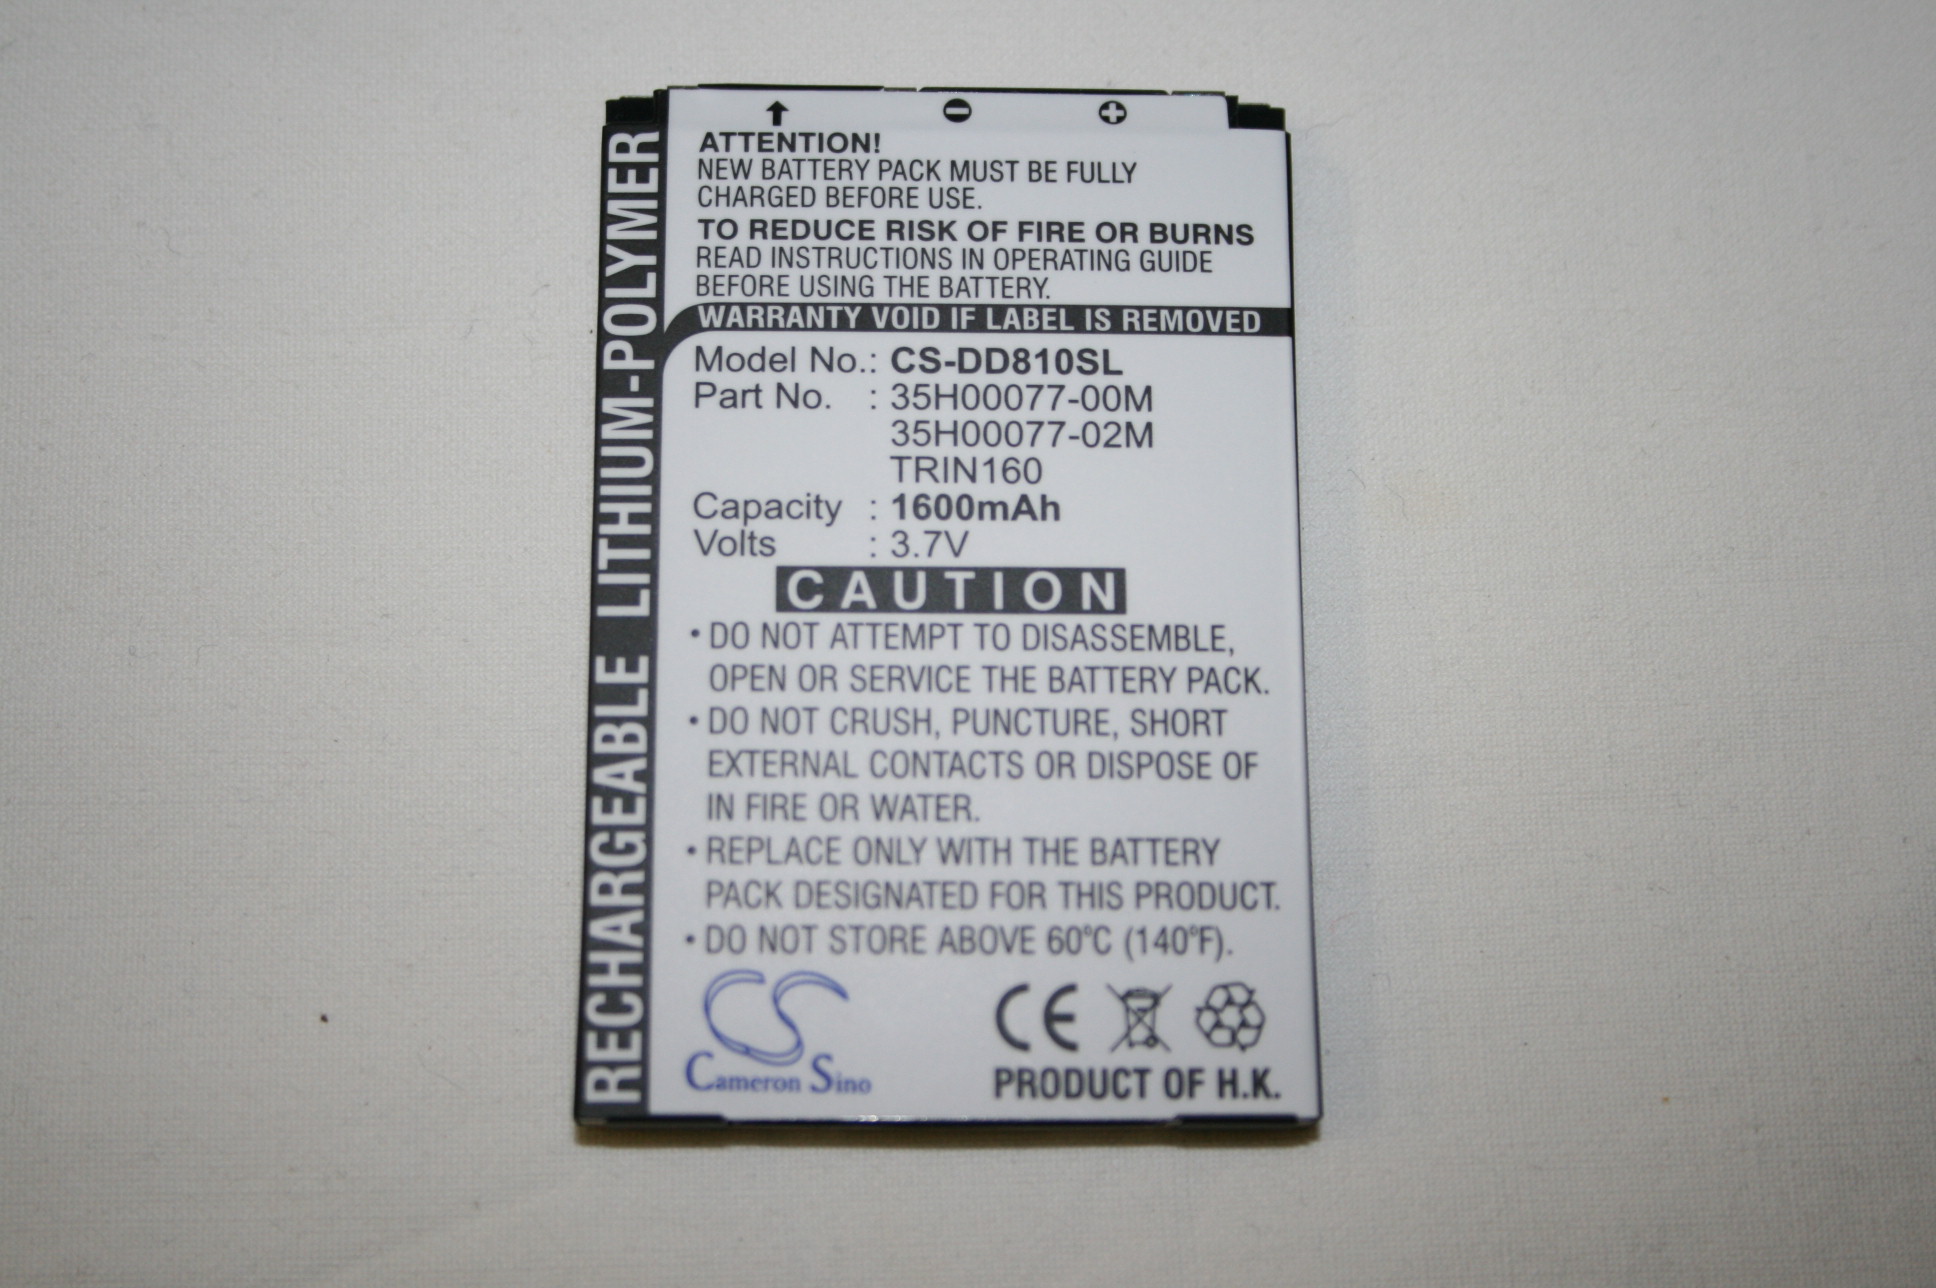 ATTENTION!
NEW BATTERY PACK MUST BE FULLY
CHARGED BEFORE USE.
TO REDUCE RISK OF FIRE OR BURNS
READ INSTRUCTIONS IN OPERATING GUIDE
BEFORE USING THE BATTERY.
WARRANTY VOID IF LABEL IS REMOVED
Model No.: CS-DD810SL
Part No. : 35H00077-00M
35H00077-02M
TRIN160
Capacity : 1600mAh
Volts : 3.7V
CAUTION
• DO NOT ATTEMPT TO DISASSEMBLE,
OPEN OR SERVICE THE BATTERY PACK.
• DO NOT CRUSH, PUNCTURE, SHORT
EXTERNAL CONTACTS OR DISPOSE OF
IN FIRE OR WATER.
• REPLACE ONLY WITH THE BATTERY
PACK DESIGNATED FOR THIS PRODUCT.
• DO NOT STORE ABOVE 60°C (140°F).
CS
Cameron Sino
CE
PRODUCT OF H.K.
RECHARGEABLE LITHIUM-POLYMER